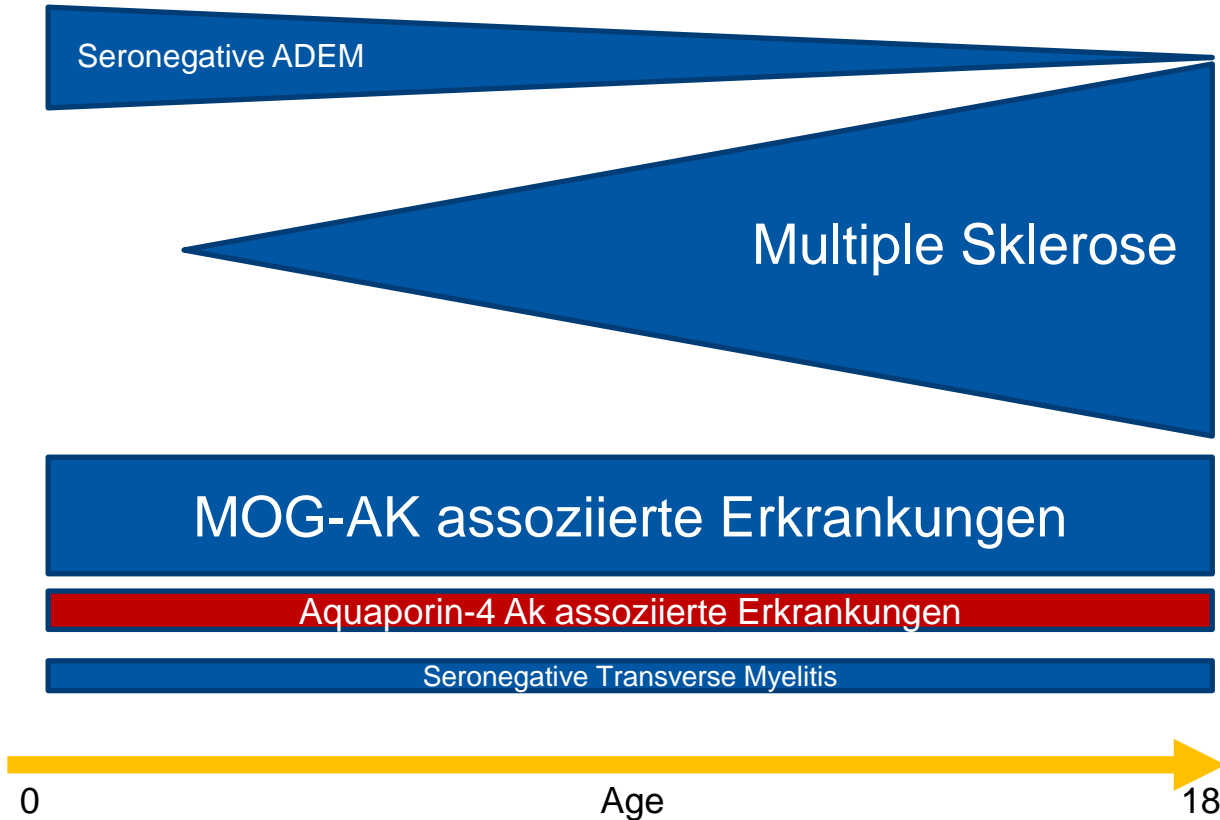 Seronegative ADEM
Multiple Sklerose
MOG-AK assoziierte Erkrankungen
Aquaporin-4 Ak assoziierte Erkrankungen
Seronegative Transverse Myelitis
0 Age 18